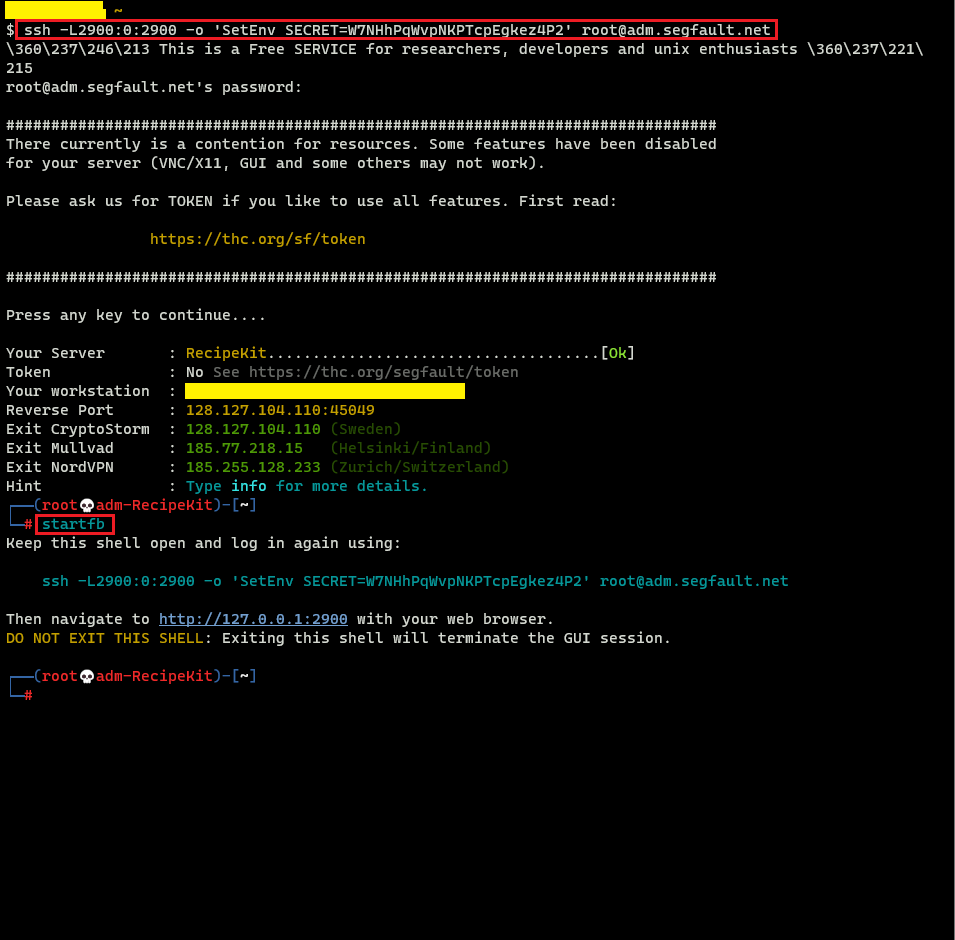 ~
$ ssh -L2900:0:2900 -o 'SetEnv SECRET=W7NHhPqWvpNKPTcpEgkez4P2' root@adm.segfault.net
\360\237\246\213 This is a Free SERVICE for researchers, developers and unix enthusiasts \360\237\221\
215
root@adm.segfault.net's password:
###############################################################################
There currently is a contention for resources. Some features have been disabled
for your server (VNC/X11, GUI and some others may not work).
Please ask us for TOKEN if you like to use all features. First read:
https://thc.org/sf/token
###############################################################################
Press any key to continue....
Your Server       : RecipeKit.....................................[Ok]
Token             : No See https://thc.org/segfault/token
Your workstation  :
Reverse Port      : 128.127.104.110:45049
Exit CryptoStorm  : 128.127.104.110 (Sweden)
Exit Mullvad      : 185.77.218.15   (Helsinki/Finland)
Exit NordVPN      : 185.255.128.233 (Zurich/Switzerland)
Hint              : Type info for more details.
┌──(root💀adm-RecipeKit)-[~]
└─# startfb
Keep this shell open and log in again using:
ssh -L2900:0:2900 -o 'SetEnv SECRET=W7NHhPqWvpNKPTcpEgkez4P2' root@adm.segfault.net
Then navigate to http://127.0.0.1:2900 with your web browser.
DO NOT EXIT THIS SHELL: Exiting this shell will terminate the GUI session.
┌──(root💀adm-RecipeKit)-[~]
└─#